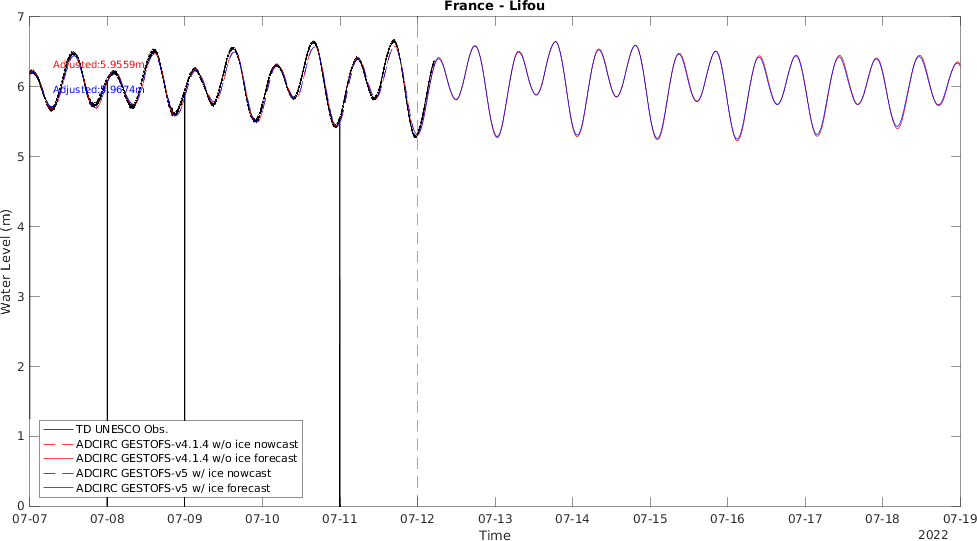 France - Lifou
7
6
5
4
3
2
1
0
Water Level (m)
Adjusted:5.9559m
Adjusted:5.9674m
TD UNESCO Obs.
ADCIRC GESTOFS-v4.1.4 w/o ice nowcast
ADCIRC GESTOFS-v4.1.4 w/o ice forecast
ADCIRC GESTOFS-v5 w/ ice nowcast
ADCIRC GESTOFS-v5 w/ ice forecast
07-07 07-08 07-09 07-10 07-11 07-12 07-13 07-14 07-15 07-16 07-17 07-18 07-19
Time
2022